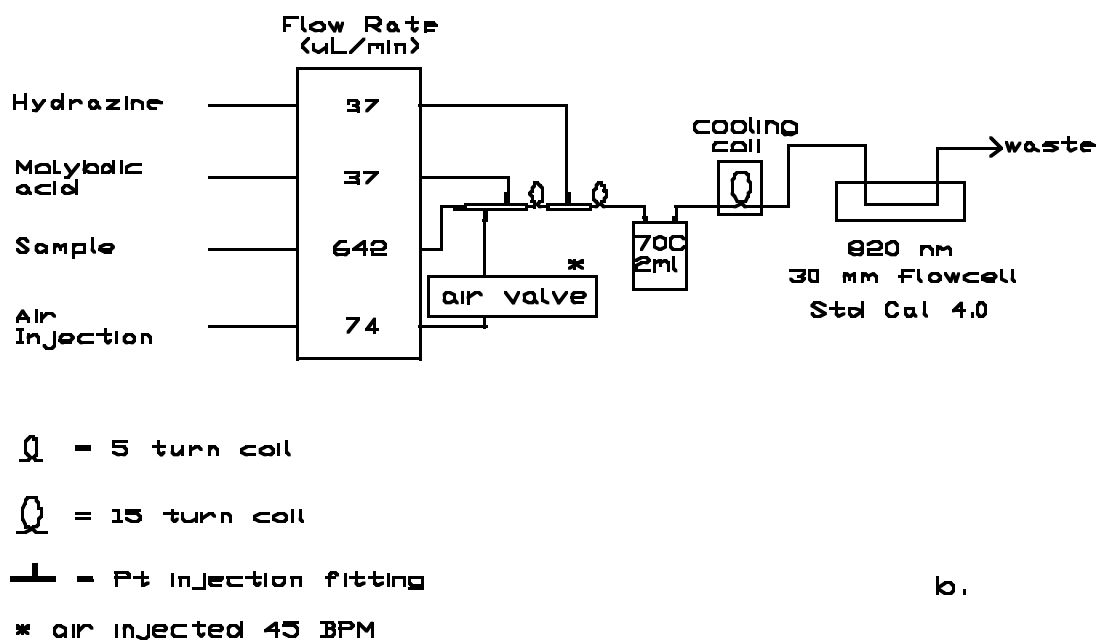 Flow Rate
(uL/min)
Hydrazine
37
Molybdic
acid
37
Sample
642
Air
Injection
74
air valve
*
70C
2ml
cooling
coil
waste
820 nm
30 mm Flowcell
Std Cal 4.0
= 5 turn coil
= 15 turn coil
= Pt injection fitting
* air injected 45 BPM
b.